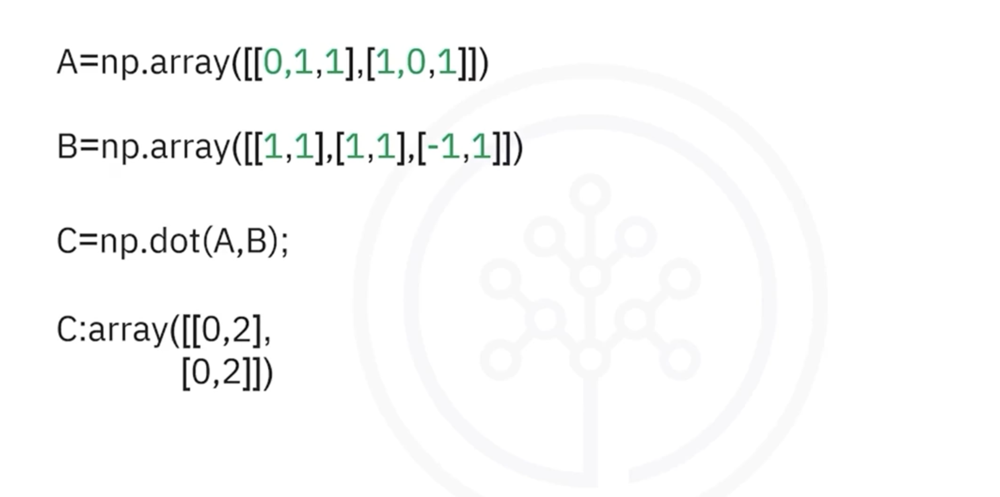 A=np.array([[0,1,1],[1,0,1]])
B=np.array([[1,1],[1,1],[-1,1]])
C=np.dot(A,B);
C:array([[0,2],
[0,2]])